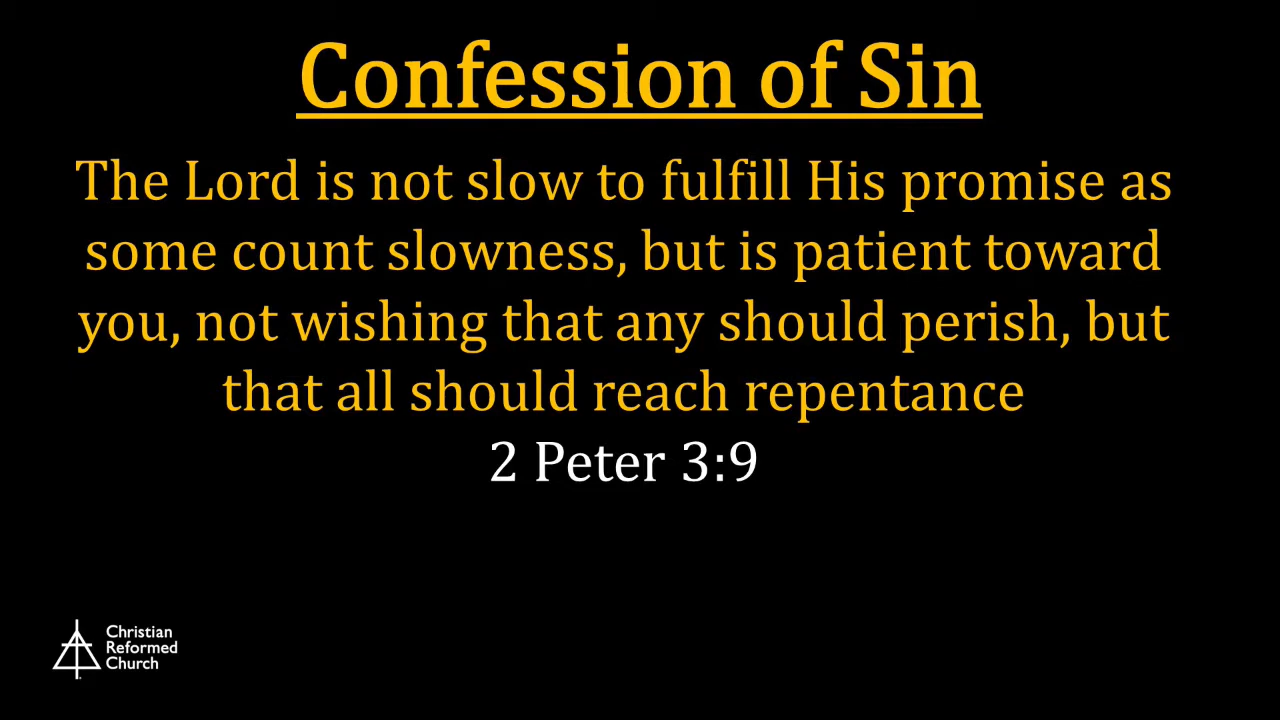 Confession of Sin
The Lord is not slow to fulfill His promise as
some count slowness, but is patient toward
you, not wishing that any should perish, but
that all should reach repentance
2 Peter 3:9
Christian
Reformed
Church